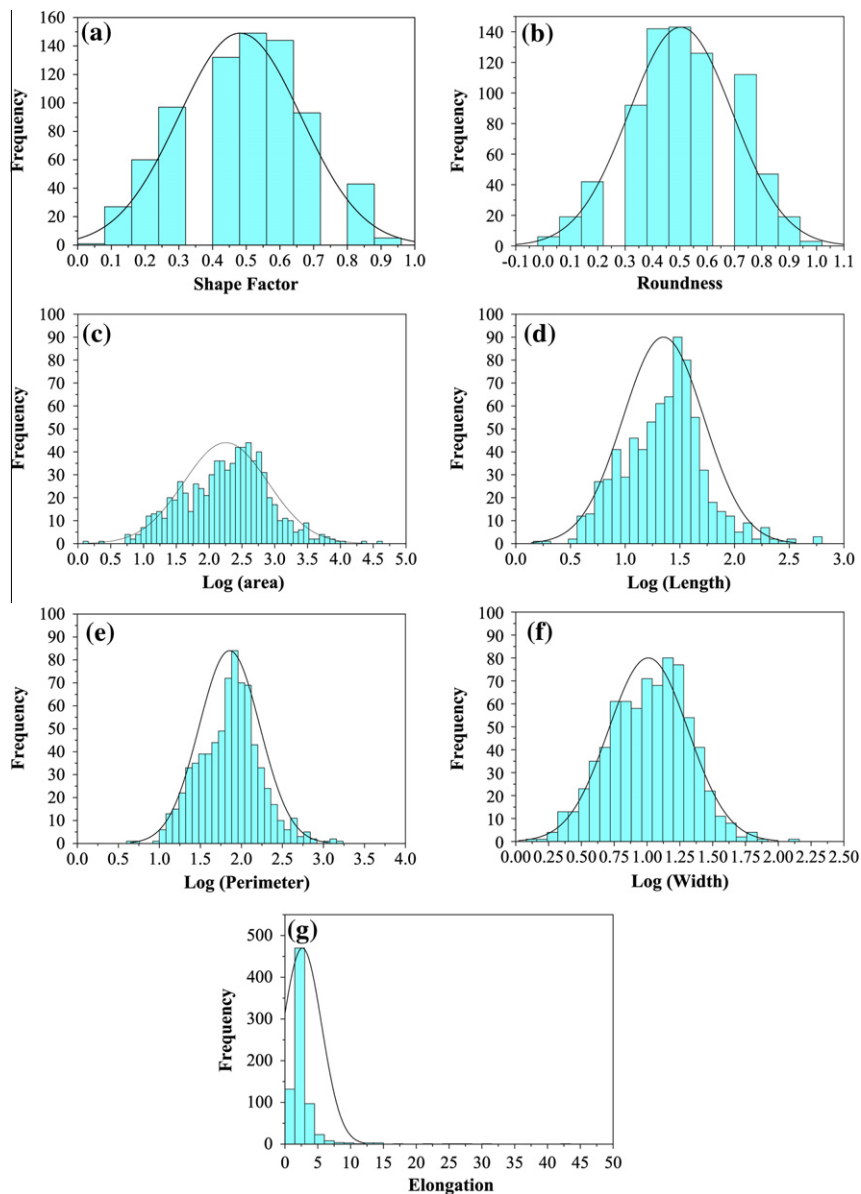 (a)
160
140
120
100
80
60
40
20
0
Frequency
0.0 0.1 0.2 0.3 0.4 0.5 0.6 0.7 0.8 0.9 1.0
Shape Factor
(b)
140
120
100
80
60
40
20
0
Frequency
-0.1 0.0 0.1 0.2 0.3 0.4 0.5 0.6 0.7 0.8 0.9 1.0 1.1
Roundness
(c)
100
90
80
70
60
50
40
30
20
10
0
Frequency
0.0 0.5 1.0 1.5 2.0 2.5 3.0 3.5 4.0 4.5 5.0
Log (area)
(d)
100
90
80
70
60
50
40
30
20
10
0
Frequency
0.0 0.5 1.0 1.5 2.0 2.5 3.0
Log (Length)
(e)
100
90
80
70
60
50
40
30
20
10
0
Frequency
0.0 0.5 1.0 1.5 2.0 2.5 3.0 3.5 4.0
Log (Perimeter)
(f)
100
90
80
70
60
50
40
30
20
10
0
Frequency
0.00 0.25 0.50 0.75 1.00 1.25 1.50 1.75 2.00 2.25 2.50
Log (Width)
(g)
500
400
300
200
100
0
Frequency
0 5 10 15 20 25 30 35 40 45 50
Elongation